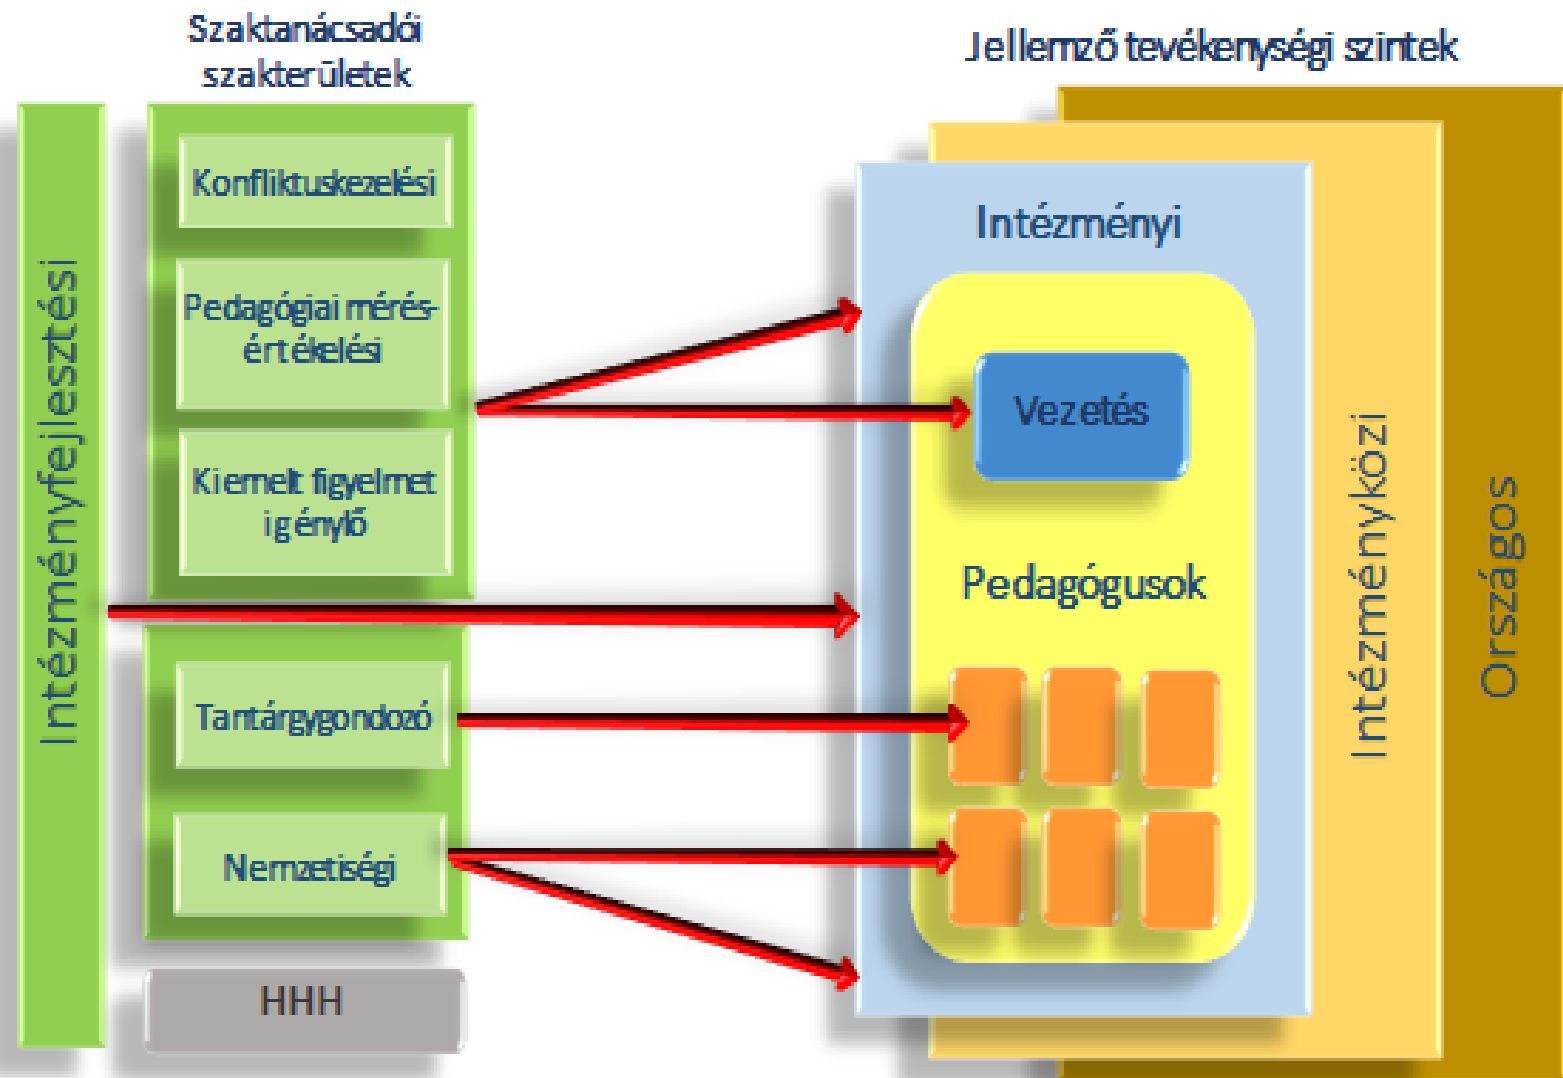 Szaktanácsadói
szakterületek
Jellemző tevékenységi szintek
Intézményfejlesztési
Konfliktuskezelési
Pedagógiai mérés-
értékelési
Kiemelt figyelmet
igénylő
Tantárgygondozó
Nemzetiségi
HHH
Intézményi
Vezetés
Pedagógusok
Intézményközi
Országos